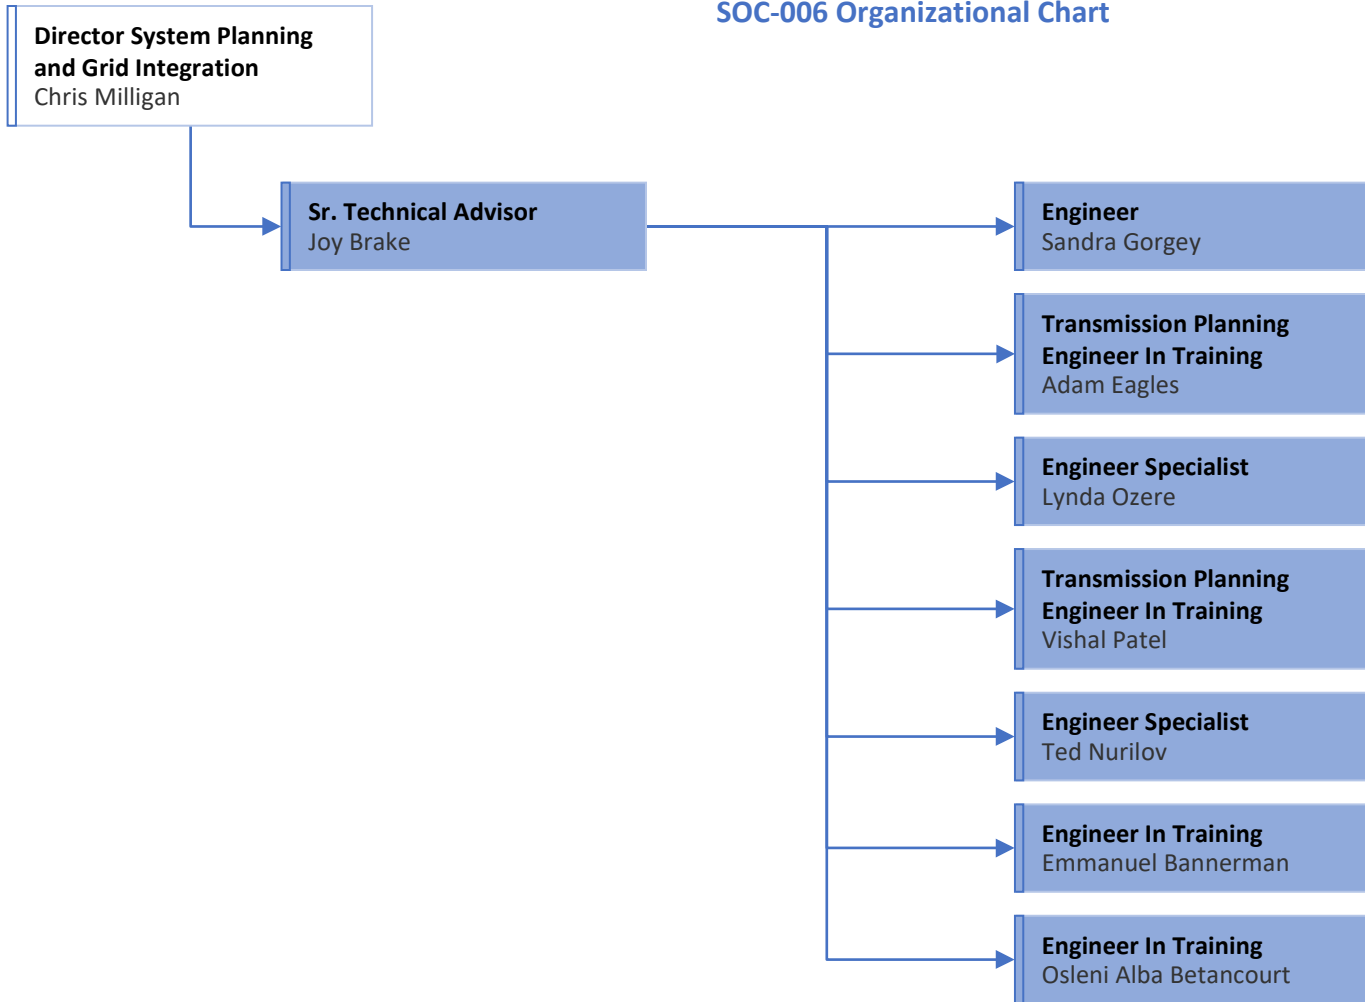 SOC-006 Organizational Chart
Director System Planning
and Grid Integration
Chris Milligan
Sr. Technical Advisor
Joy Brake
Engineer
Sandra Gorgey
Transmission Planning
Engineer In Training
Adam Eagles
Engineer Specialist
Lynda Ozere
Transmission Planning
Engineer In Training
Vishal Patel
Engineer Specialist
Ted Nurilov
Engineer In Training
Emmanuel Bannerman
Engineer In Training
Osleni Alba Betancourt